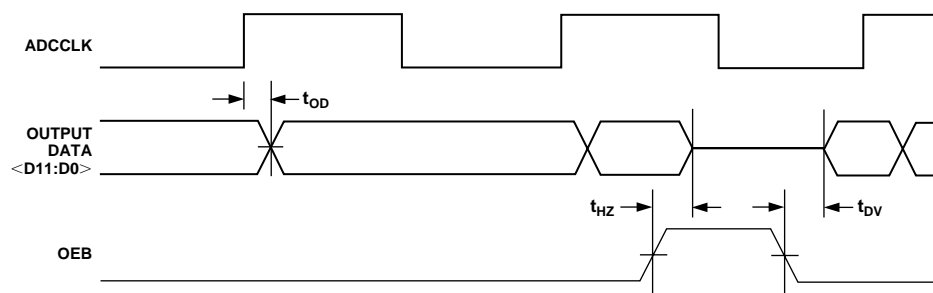 ADCCLK
tOD
OUTPUT
DATA
<D11:D0>
tHZ
tDV
OEB